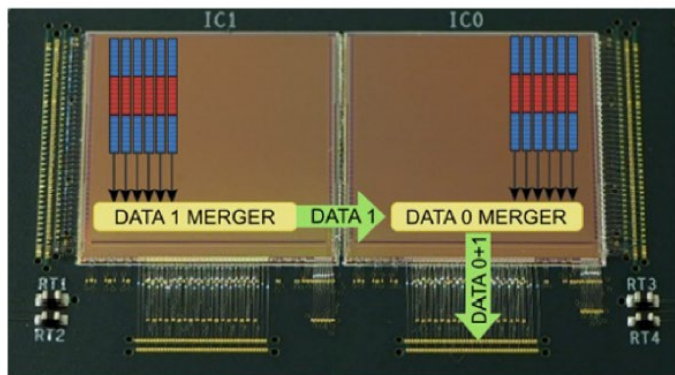 IC1
IC0
DATA 1 MERGER
DATA 1
DATA 0 MERGER
DATA 0+1
RT1
RT2
RT3
RT4